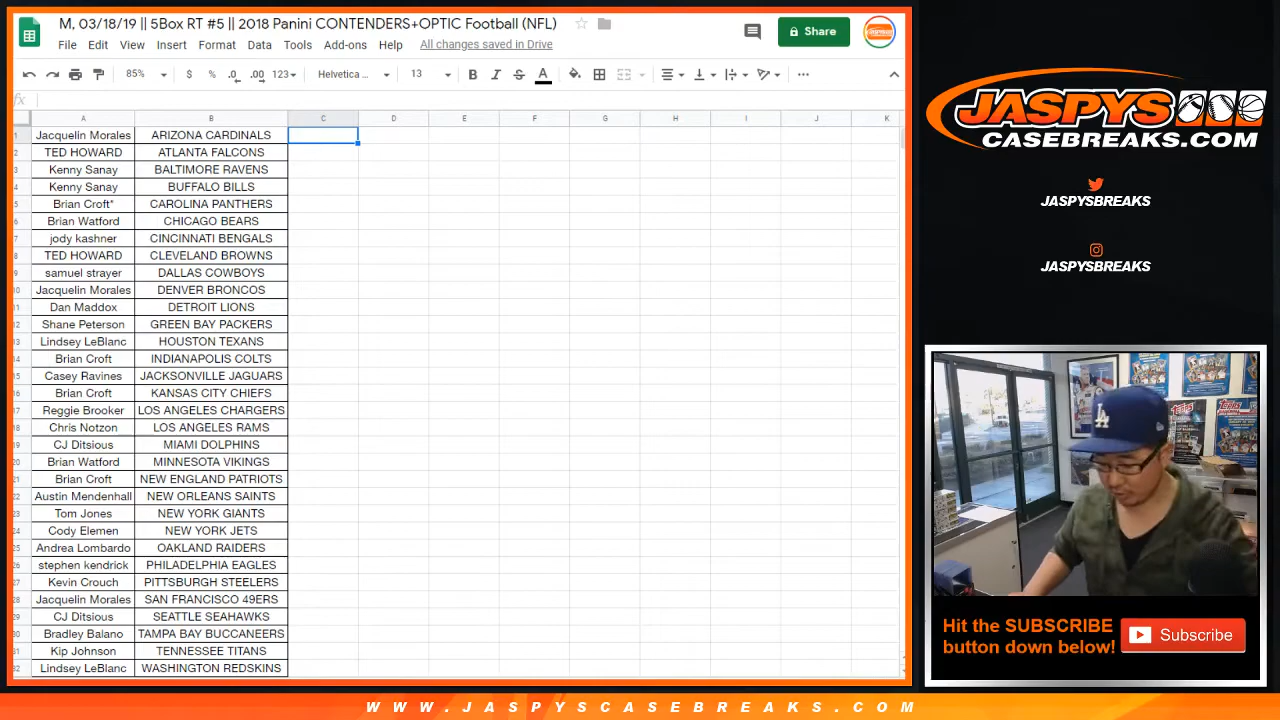 M, 03/18/19 || 5Box RT #5 || 2018 Panini CONTENDERS+OPTIC Football (NFL)
File Edit View Insert Format Data Tools Add-ons Help All changes saved in Drive
Share
85% $ % .0 .00 123 Helvetica ... 13 B I S A
fx
A B C D E F G H I J K
1 Jacquelin Morales ARIZONA CARDINALS
2 TED HOWARD ATLANTA FALCONS
3 Kenny Sanay BALTIMORE RAVENS
4 Kenny Sanay BUFFALO BILLS
5 Brian Croft* CAROLINA PANTHERS
6 Brian Watford CHICAGO BEARS
7 jody kashner CINCINNATI BENGALS
8 TED HOWARD CLEVELAND BROWNS
9 samuel strayer DALLAS COWBOYS
10 Jacquelin Morales DENVER BRONCOS
11 Dan Maddox DETROIT LIONS
12 Shane Peterson GREEN BAY PACKERS
13 Lindsey LeBlanc HOUSTON TEXANS
14 Brian Croft INDIANAPOLIS COLTS
15 Casey Ravines JACKSONVILLE JAGUARS
16 Brian Croft KANSAS CITY CHIEFS
17 Reggie Brooker LOS ANGELES CHARGERS
18 Chris Notzon LOS ANGELES RAMS
19 CJ Ditsious MIAMI DOLPHINS
20 Brian Watford MINNESOTA VIKINGS
21 Brian Croft NEW ENGLAND PATRIOTS
22 Austin Mendenhall NEW ORLEANS SAINTS
23 Tom Jones NEW YORK GIANTS
24 Cody Elemen NEW YORK JETS
25 Andrea Lombardo OAKLAND RAIDERS
26 stephen kendrick PHILADELPHIA EAGLES
27 Kevin Crouch PITTSBURGH STEELERS
28 Jacquelin Morales SAN FRANCISCO 49ERS
29 CJ Ditsious SEATTLE SEAHAWKS
30 Bradley Balano TAMPA BAY BUCCANEERS
31 Kip Johnson TENNESSEE TITANS
32 Lindsey LeBlanc WASHINGTON REDSKINS
JASPYS
CASEBREAKS.COM
JASPYSBREAKS
JASPYSBREAKS
LA
Topps
Hit the SUBSCRIBE
button down below!
Subscribe
WWW.JASPYSCASEBREAKS.COM